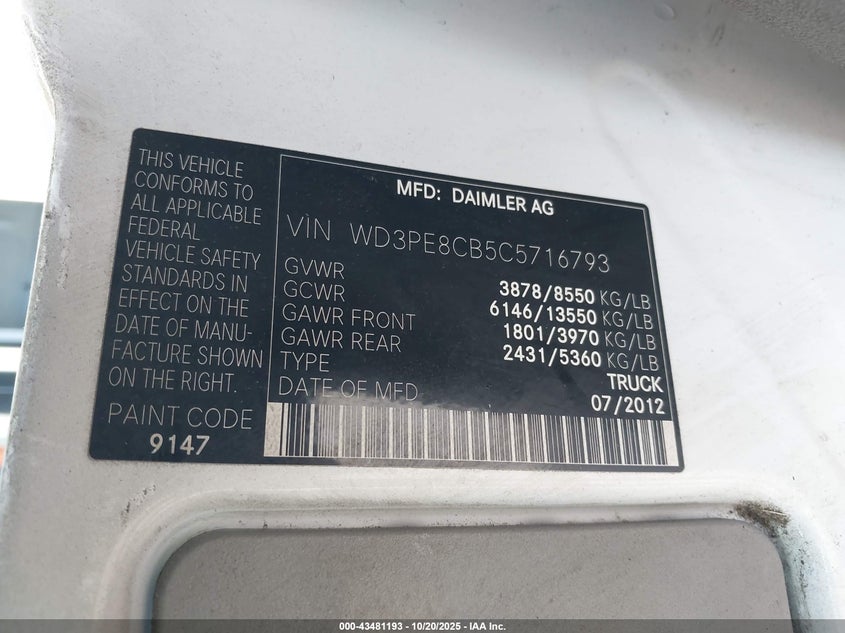 THIS VEHICLE
CONFORMS TO
ALL APPLICABLE
FEDERAL
VEHICLE SAFETY
STANDARDS IN
EFFECT ON THE
DATE OF MANU-
FACTURE SHOWN
ON THE RIGHT.
PAINT CODE
9147
MFD: DAIMLER AG
VIN WD3PE8CB5C5716793
GVWR 3878/8550 KG/LB
GCWR 6146/13550 KG/LB
GAWR FRONT 1801/3970 KG/LB
GAWR REAR 2431/5360 KG/LB
TYPE TRUCK
DATE OF MFD 07/2012
000-43481193 - 10/20/2025 - IAA Inc.